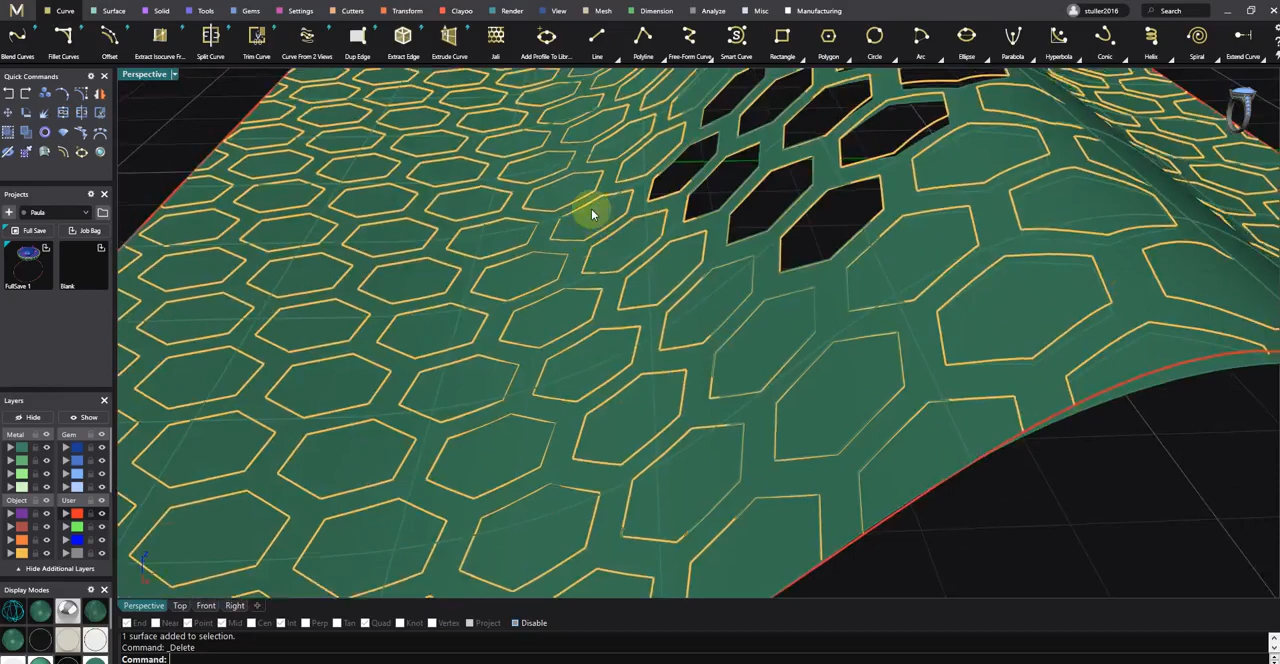 Curve Surface Solid Tools Gems Settings Cutters Transform Clayoo Render View Mesh Dimension Analyze Misc Manufacturing stuller2016 Search
Blend Curves Fillet Curves Offset Extract Isocurve Fr... Split Curve Trim Curve Curve From 2 Views Dup Edge Extract Edge Extrude Curve Jali Add Profile To Libr... Line Polyline Free-Form Curve Smart Curve Rectangle Polygon Circle Arc Ellipse Parabola Hyperbola Conic Helix Spiral Extend Curve
Quick Commands
Perspective
Projects
Paula
Full Save Job Bag
FullSave 1 Blank
Layers
Hide Show
Metal Gem
Object User
Hide Additional Layers
Display Modes
z
Perspective Top Front Right
End Near Point Mid Cen Int Perp Tan Quad Knot Vertex Project Disable
1 surface added to selection.
Command: _Delete
Command: